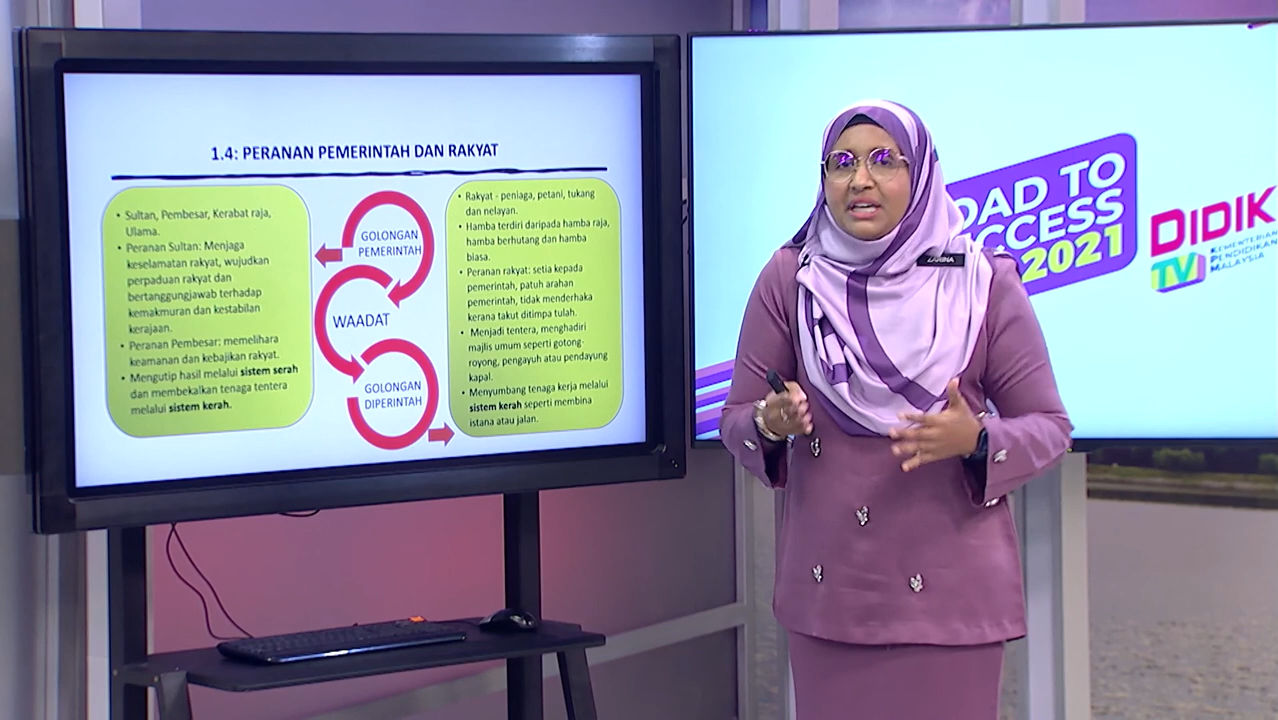 1.4: PERANAN PEMERINTAH DAN RAKYAT
• Sultan, Pembesar, Kerabat raja,
Ulama.
• Peranan Sultan: Menjaga
keselamatan rakyat, wujudkan
perpaduan rakyat dan
bertanggungjawab terhadap
kemakmuran dan kestabilan
kerajaan.
• Peranan Pembesar: memelihara
keamanan dan kebajikan rakyat.
• Mengutip hasil melalui sistem serah
dan membekalkan tenaga tentera
melalui sistem kerah.
GOLONGAN
PEMERINTAH
WAADAT
GOLONGAN
DIPERINTAH
• Rakyat - peniaga, petani, tukang
dan nelayan.
• Hamba terdiri daripada hamba raja,
hamba berhutang dan hamba
biasa.
• Peranan rakyat: setia kepada
pemerintah, patuh arahan
pemerintah, tidak menderhaka
kerana takut ditimpa tulah.
• Menjadi tentera, menghadiri
majlis umum seperti gotong-
royong, pengayuh atau pendayung
kapal.
• Menyumbang tenaga kerja melalui
sistem kerah seperti membina
istana atau jalan.
OAD TO
CCESS
2021
DIDIK
TV
KEMENTERIAN
PENDIDIKAN
MALAYSIA
ZARINA